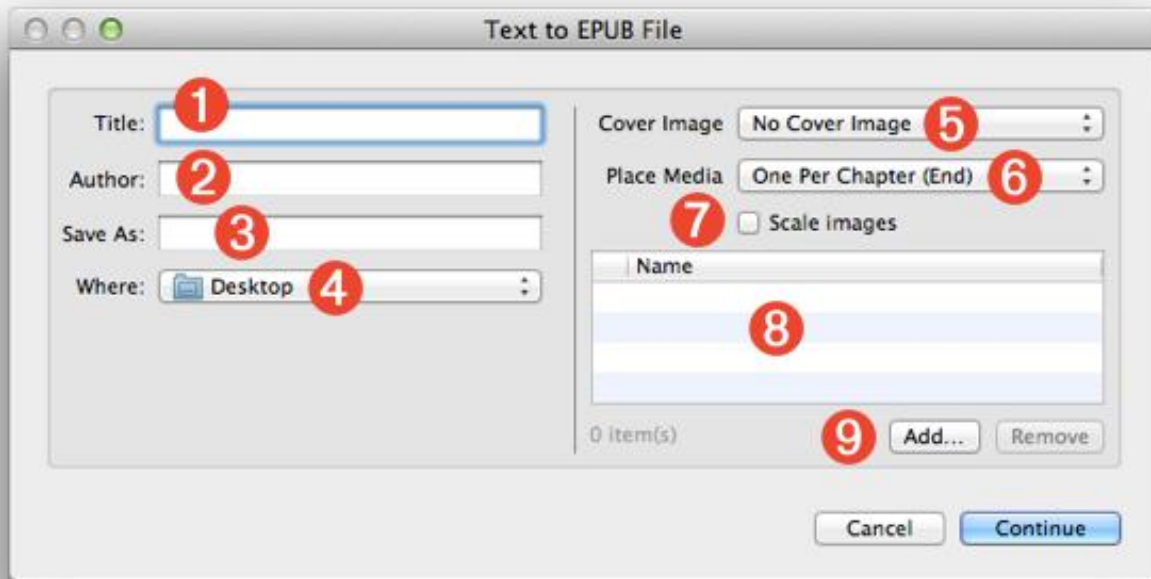 Text to EPUB File
Title: 1
Author: 2
Save As: 3
Where: Desktop 4
Cover Image No Cover Image 5
Place Media One Per Chapter (End) 6
7 Scale images
Name
8
0 item(s) 9 Add... Remove
Cancel Continue